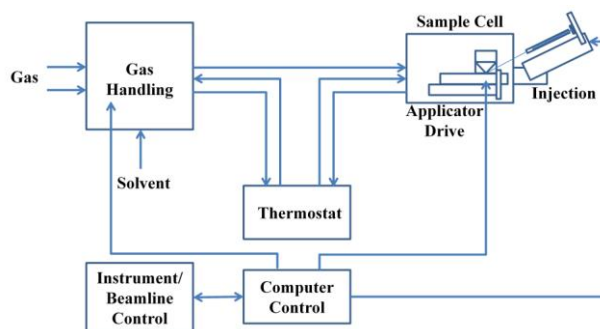 Sample Cell
Gas
Gas
Handling
Injection
Applicator
Drive
Solvent
Thermostat
Instrument/
Beamline
Control
Computer
Control